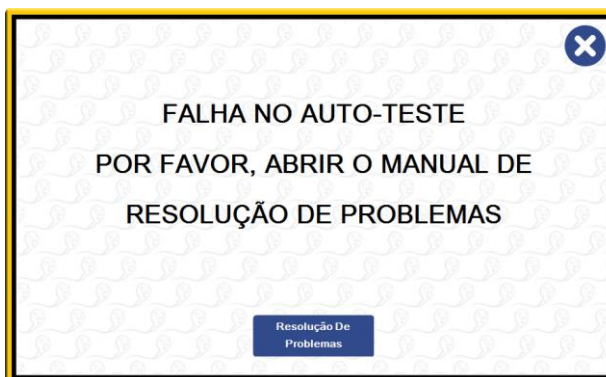 FALHA NO AUTO-TESTE
POR FAVOR, ABRIR O MANUAL DE
RESOLUÇÃO DE PROBLEMAS
Resolução De
Problemas